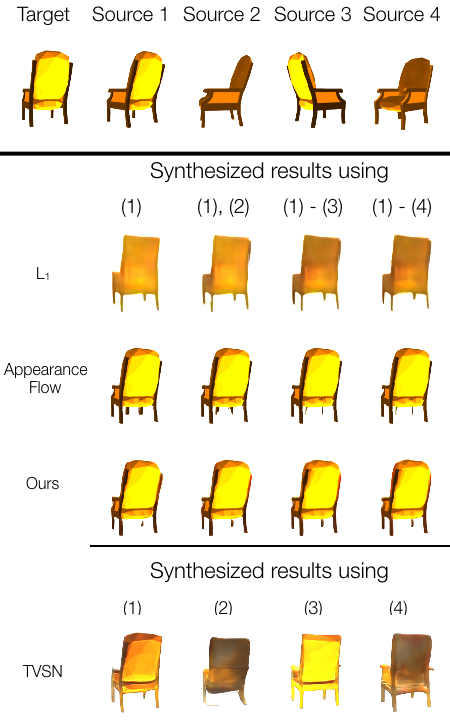 Target Source 1 Source 2 Source 3 Source 4
Synthesized results using
(1) (1), (2) (1) - (3) (1) - (4)
L₁
Appearance
Flow
Ours
Synthesized results using
(1) (2) (3) (4)
TVSN